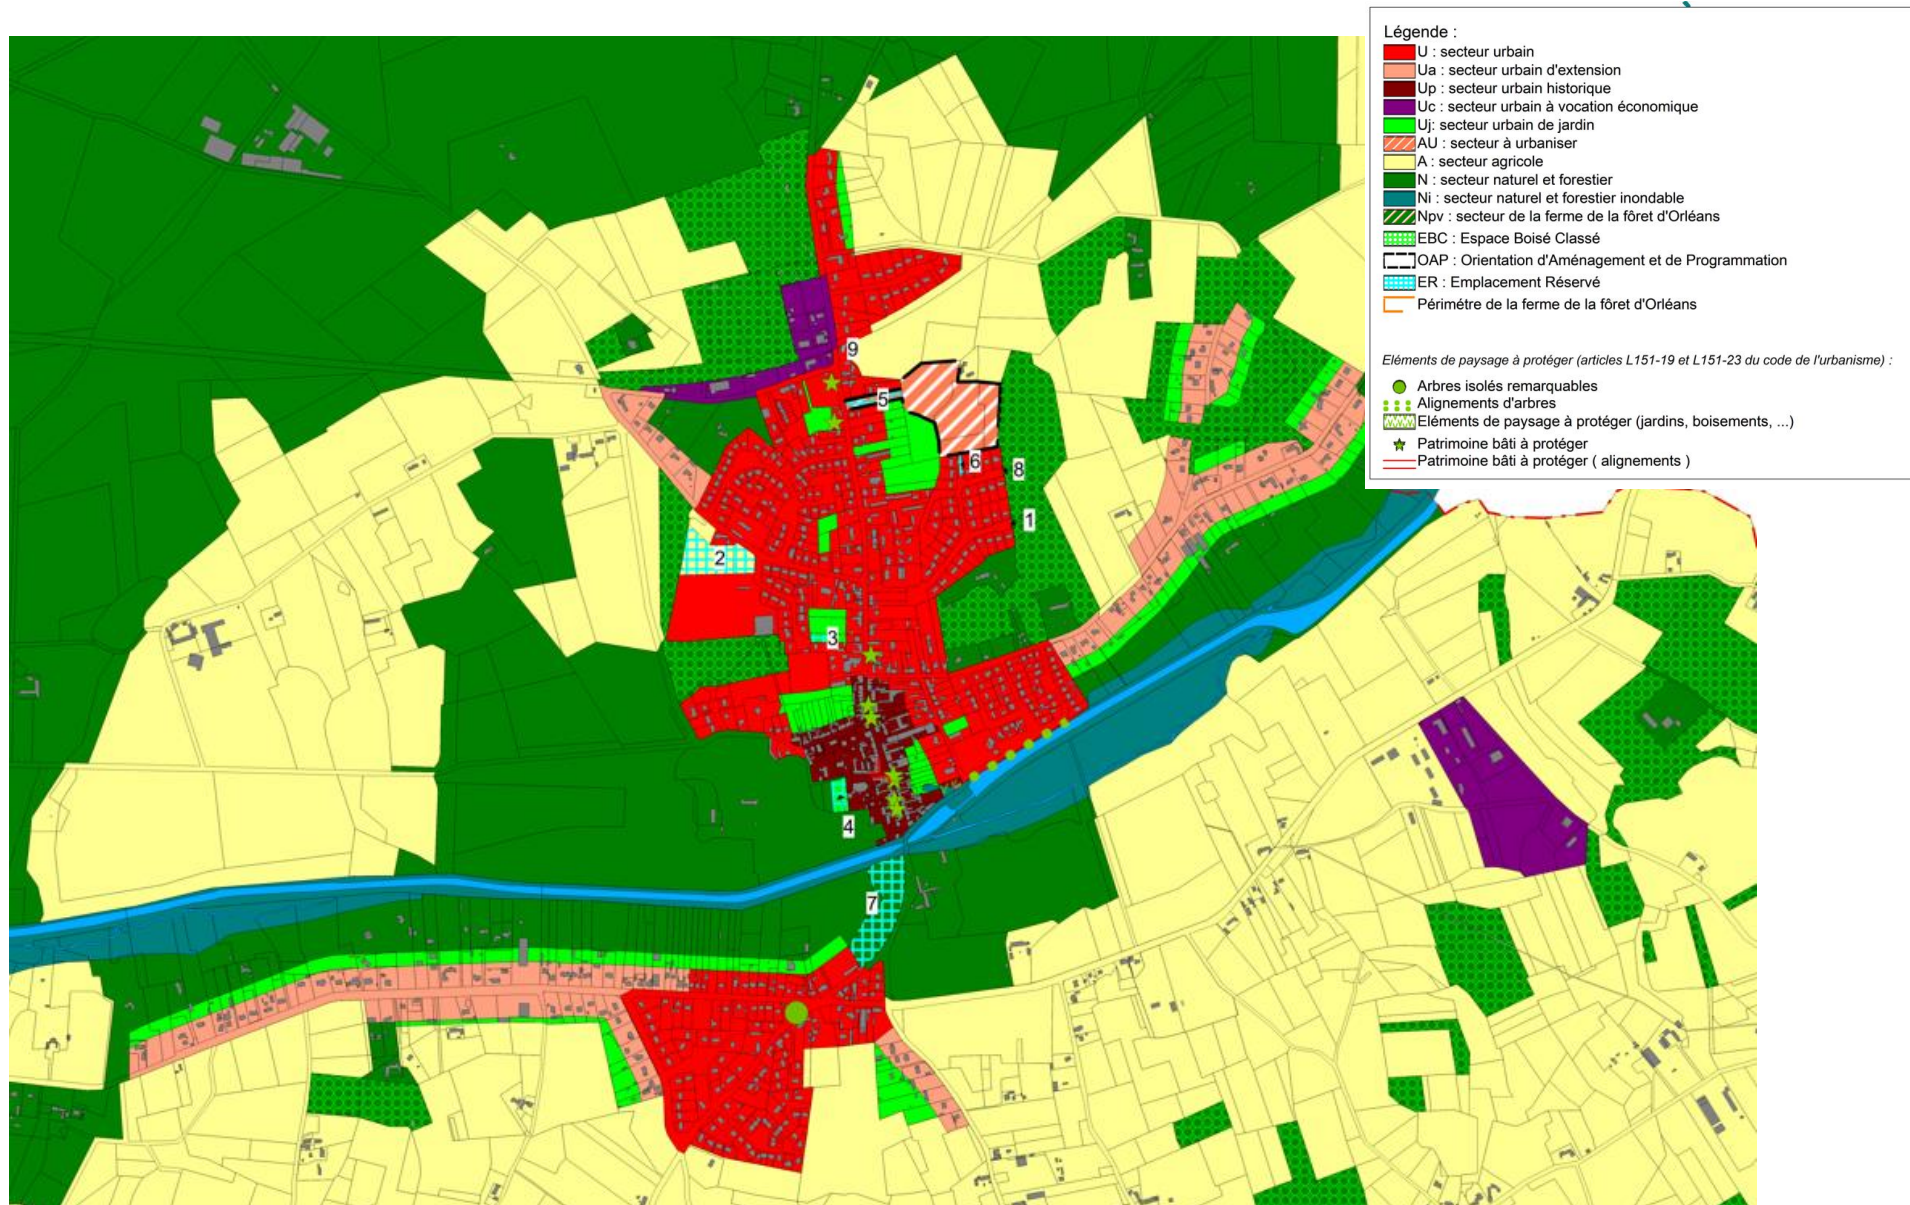 Légende :
U : secteur urbain
Ua : secteur urbain d'extension
Up : secteur urbain historique
Uc : secteur urbain à vocation économique
Uj: secteur urbain de jardin
AU : secteur à urbaniser
A : secteur agricole
N : secteur naturel et forestier
Ni : secteur naturel et forestier inondable
Npv : secteur de la ferme de la fôret d'Orléans
EBC : Espace Boisé Classé
OAP : Orientation d'Aménagement et de Programmation
ER : Emplacement Réservé
Périmétre de la ferme de la fôret d'Orléans
Eléments de paysage à protéger (articles L151-19 et L151-23 du code de l'urbanisme) :
Arbres isolés remarquables
Alignements d'arbres
Eléments de paysage à protéger (jardins, boisements, ...)
Patrimoine bâti à protéger
Patrimoine bâti à protéger ( alignements )
9
5
6
8
1
2
3
4
7